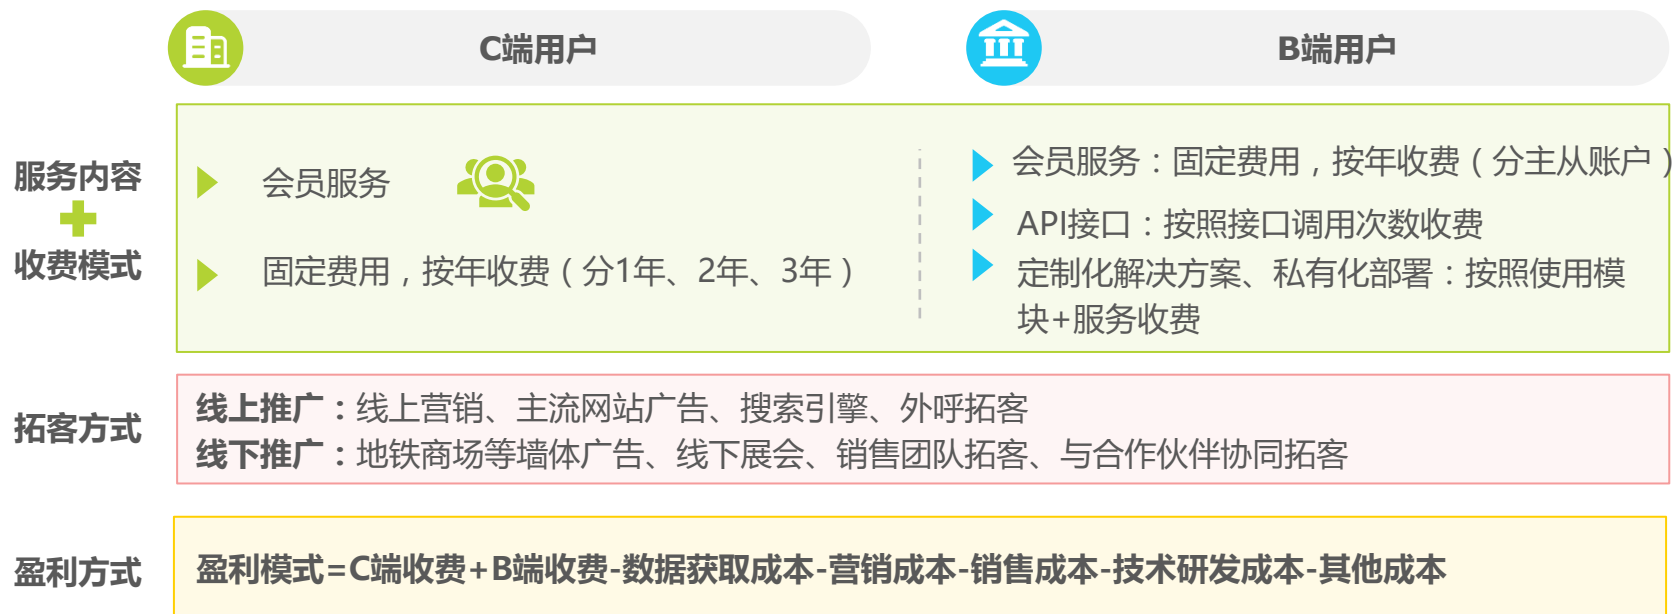 C端用户
B端用户
服务内容
收费模式
会员服务
固定费用，按年收费（分1年、2年、3年）
会员服务：固定费用，按年收费（分主从账户）
API接口：按照接口调用次数收费
定制化解决方案、私有化部署：按照使用模
块+服务收费
拓客方式
线上推广：线上营销、主流网站广告、搜索引擎、外呼拓客
线下推广：地铁商场等墙体广告、线下展会、销售团队拓客、与合作伙伴协同拓客
盈利方式
盈利模式=C端收费+B端收费-数据获取成本-营销成本-销售成本-技术研发成本-其他成本